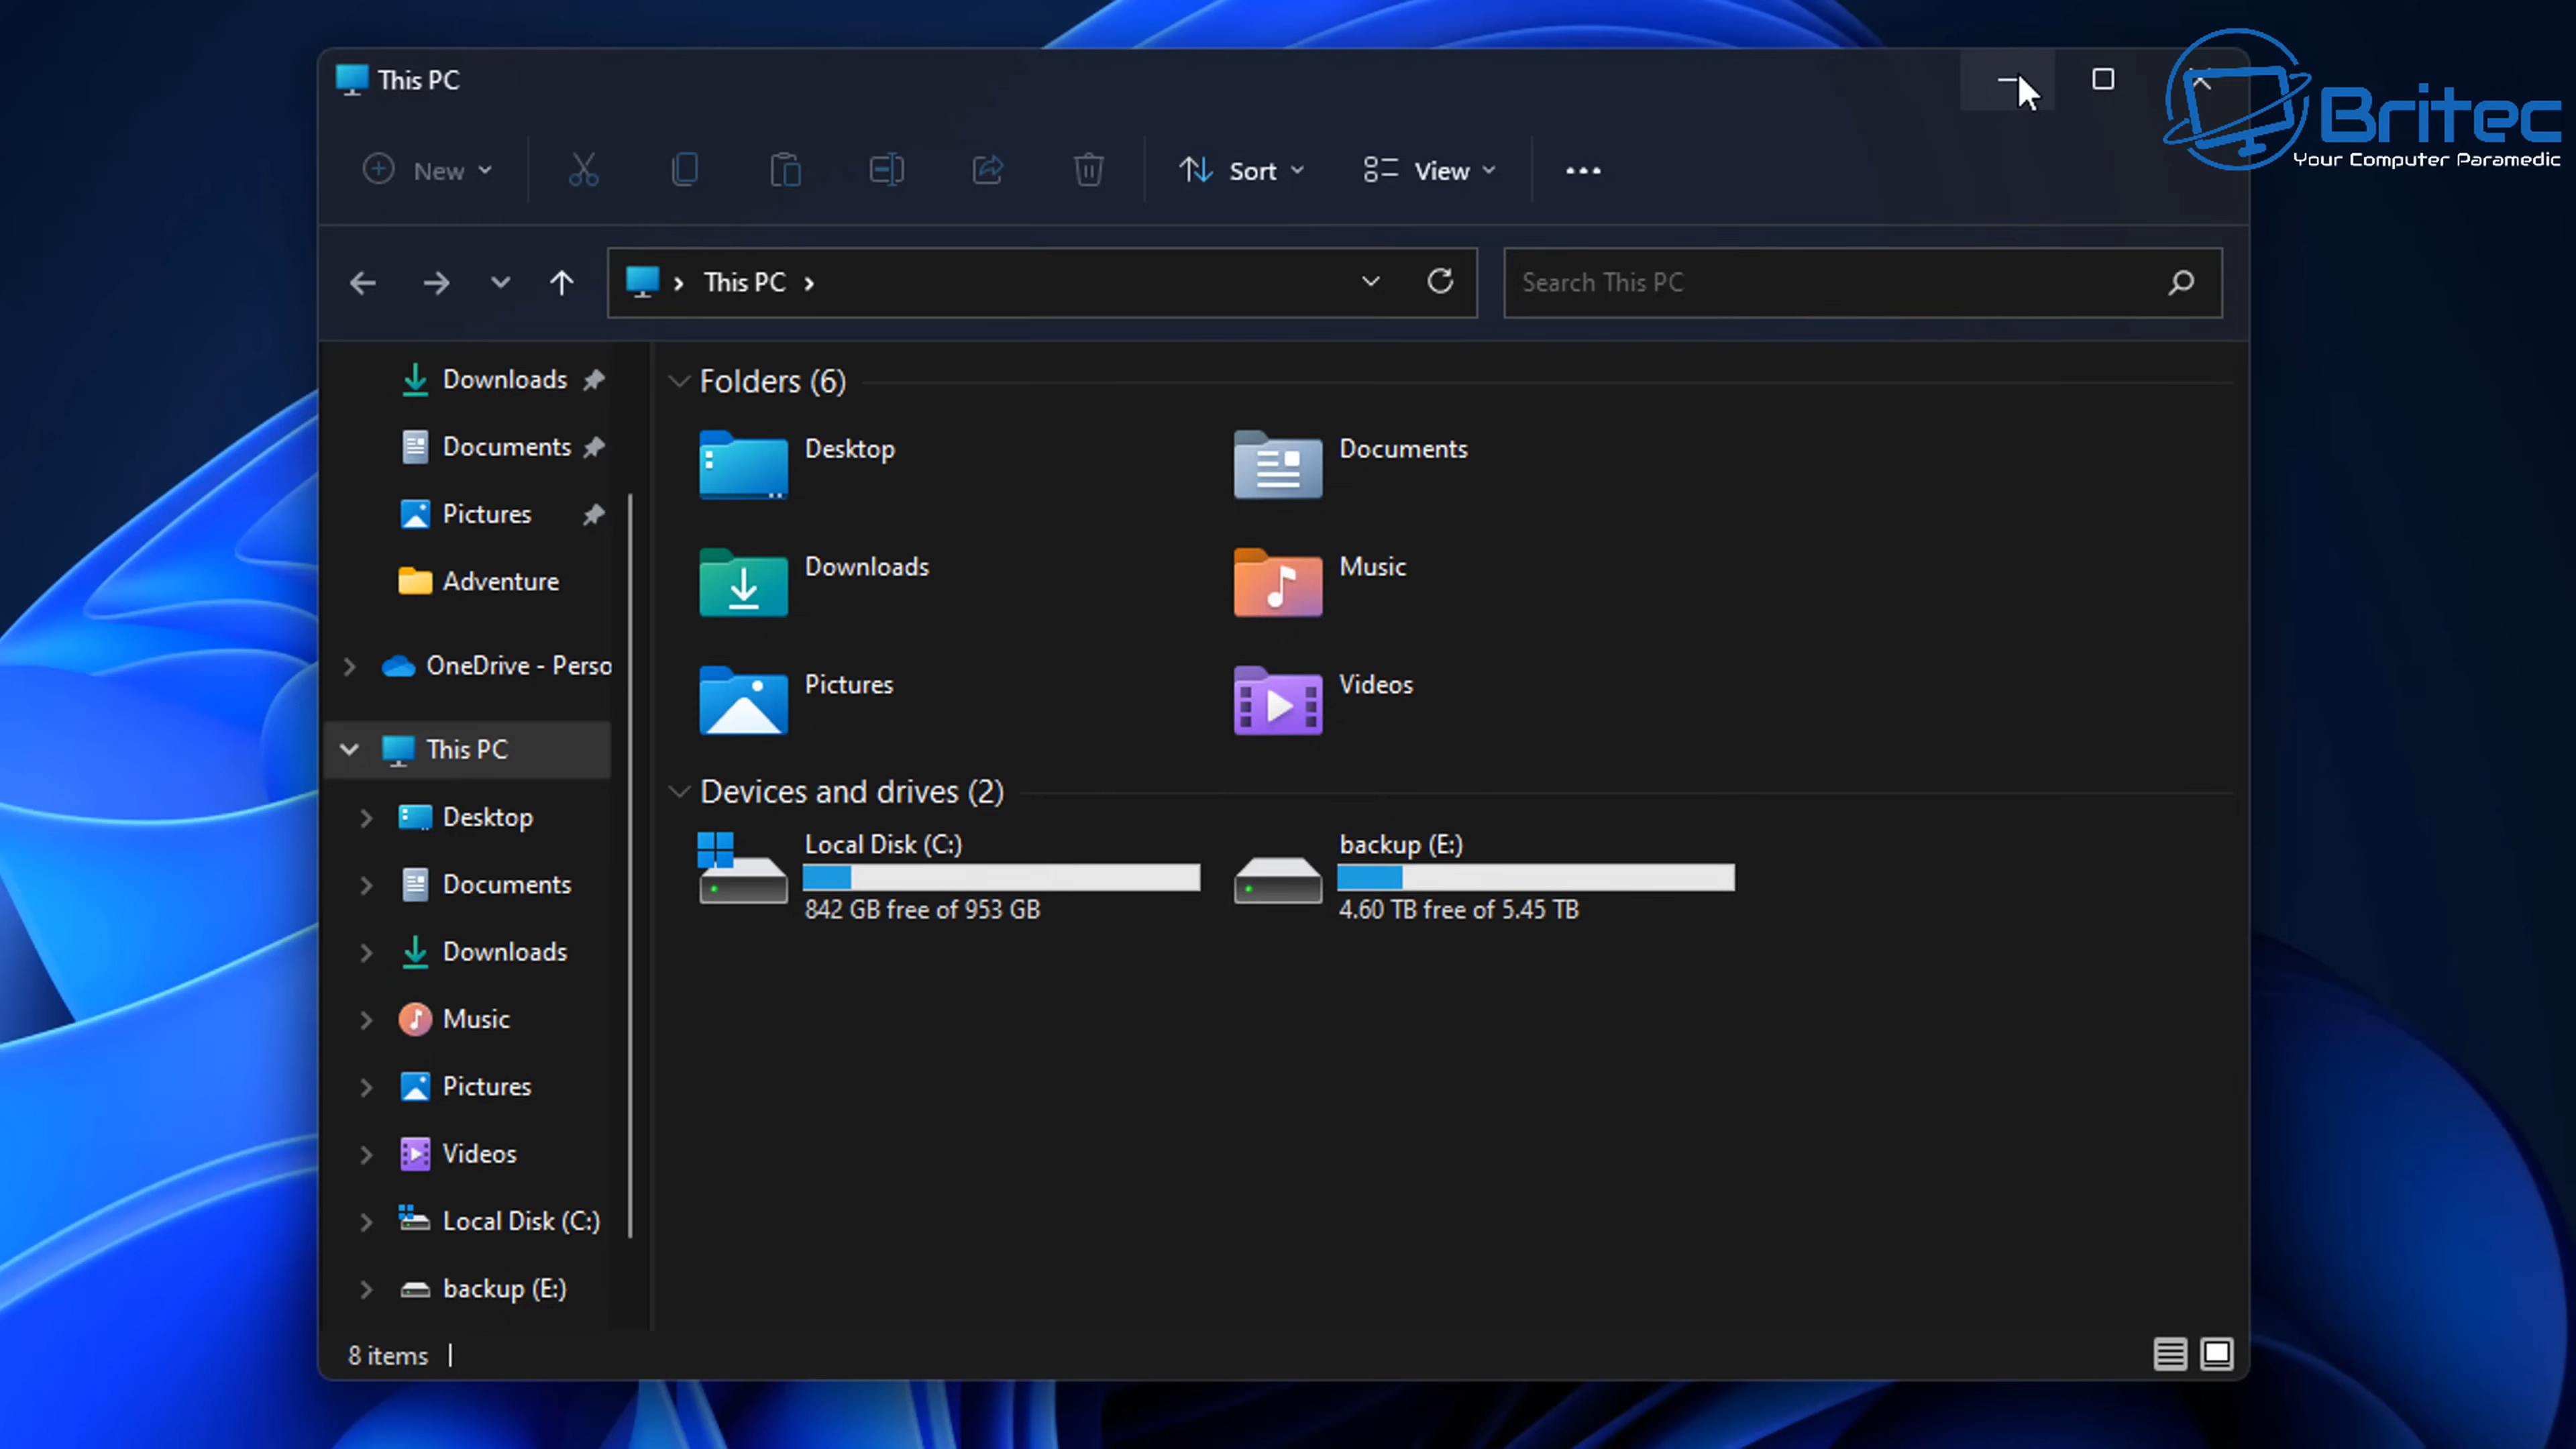 This PC
Britec
Your Computer Paramedic
New
Sort
View
This PC
Search This PC
Downloads
Documents
Pictures
Adventure
OneDrive - Perso
This PC
Desktop
Documents
Downloads
Music
Pictures
Videos
Local Disk (C:)
backup (E:)
Folders (6)
Desktop
Documents
Downloads
Music
Pictures
Videos
Devices and drives (2)
Local Disk (C:)
842 GB free of 953 GB
backup (E:)
4.60 TB free of 5.45 TB
8 items